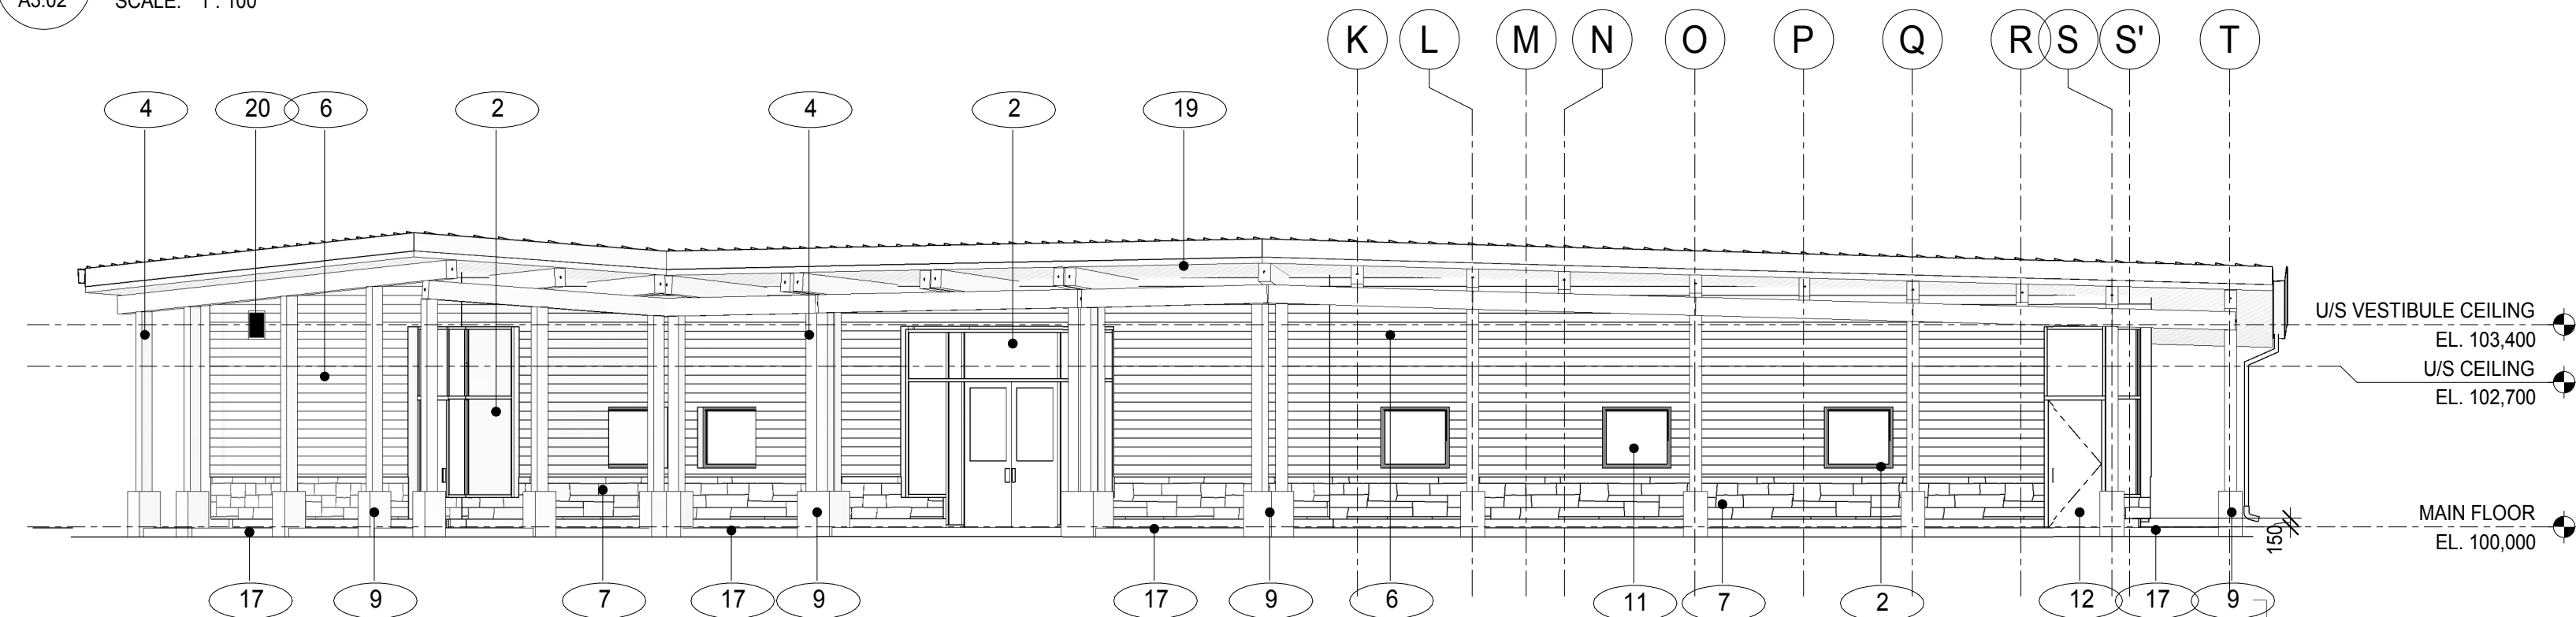 A3.02 SCALE: 1 : 100
K L M N O P Q R S S' T
4 20 6 2 4 2 19
U/S VESTIBULE CEILING
EL. 103,400
U/S CEILING
EL. 102,700
MAIN FLOOR
EL. 100,000
150
17 9 7 17 9 17 9 6 11 7 2 12 17 9